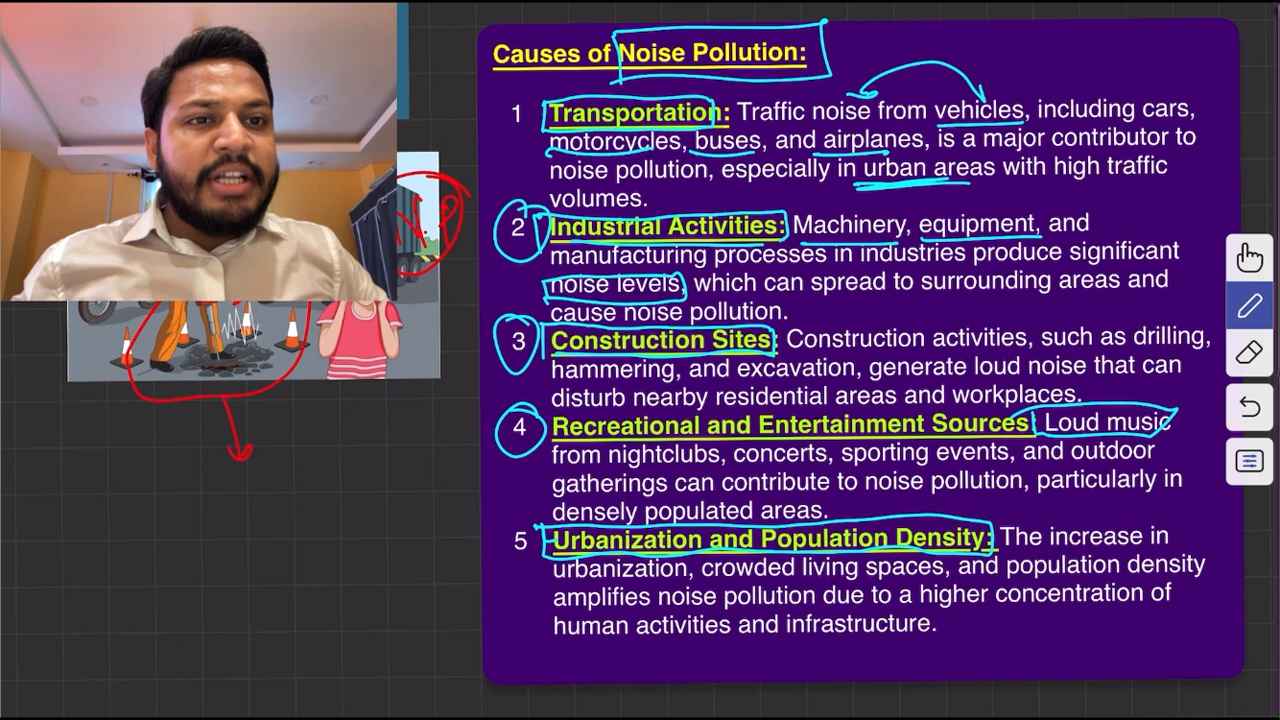 Causes of Noise Pollution:
1 Transportation: Traffic noise from vehicles, including cars,
motorcycles, buses, and airplanes, is a major contributor to
noise pollution, especially in urban areas with high traffic
volumes.
2 Industrial Activities: Machinery, equipment, and
manufacturing processes in industries produce significant
noise levels, which can spread to surrounding areas and
cause noise pollution.
3 Construction Sites: Construction activities, such as drilling,
hammering, and excavation, generate loud noise that can
disturb nearby residential areas and workplaces.
4 Recreational and Entertainment Sources: Loud music
from nightclubs, concerts, sporting events, and outdoor
gatherings can contribute to noise pollution, particularly in
densely populated areas.
5 Urbanization and Population Density: The increase in
urbanization, crowded living spaces, and population density
amplifies noise pollution due to a higher concentration of
human activities and infrastructure.